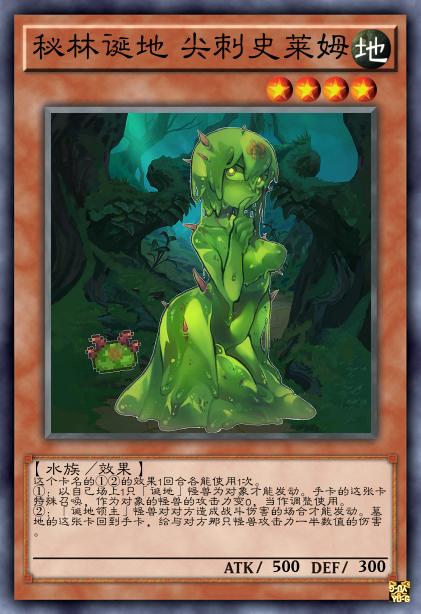 秘林诞地 尖刺史莱姆
地
【水族／效果】
这个卡名的①②的效果1回合各能使用1次。
①：以自己场上1只「诞地」怪兽为对象才能发动。手卡的这张卡
特殊召唤，作为对象的怪兽的攻击力变0，当作调整使用。
②：「诞地领主」怪兽对对方造成战斗伤害的场合才能发动。墓
地的这张卡回到手卡，给与对方那只怪兽攻击力一半数值的伤害
。
ATK/ 500 DEF/ 300